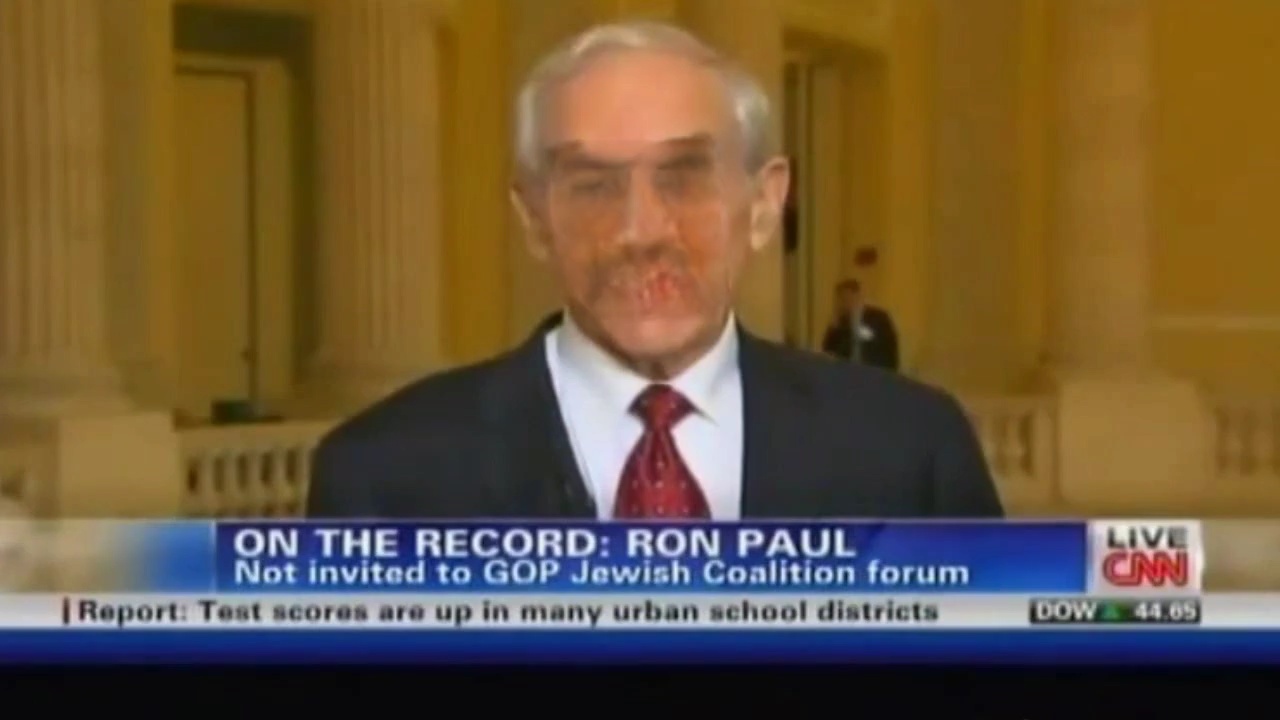 ON THE RECORD: RON PAUL
Not invited to GOP Jewish Coalition forum
LIVE
CNN
Report: Test scores are up in many urban school districts
DOW ▲ 44.65